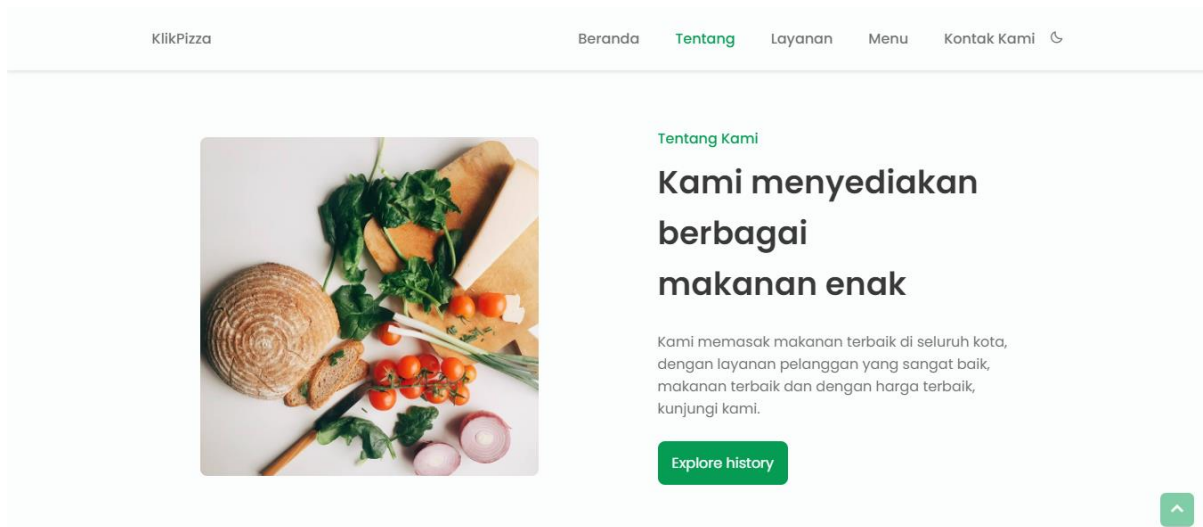 KlikPizza
Beranda Tentang Layanan Menu Kontak Kami
Tentang Kami
Kami menyediakan
berbagai
makanan enak
Kami memasak makanan terbaik di seluruh kota,
dengan layanan pelanggan yang sangat baik,
makanan terbaik dan dengan harga terbaik,
kunjungi kami.
Explore history